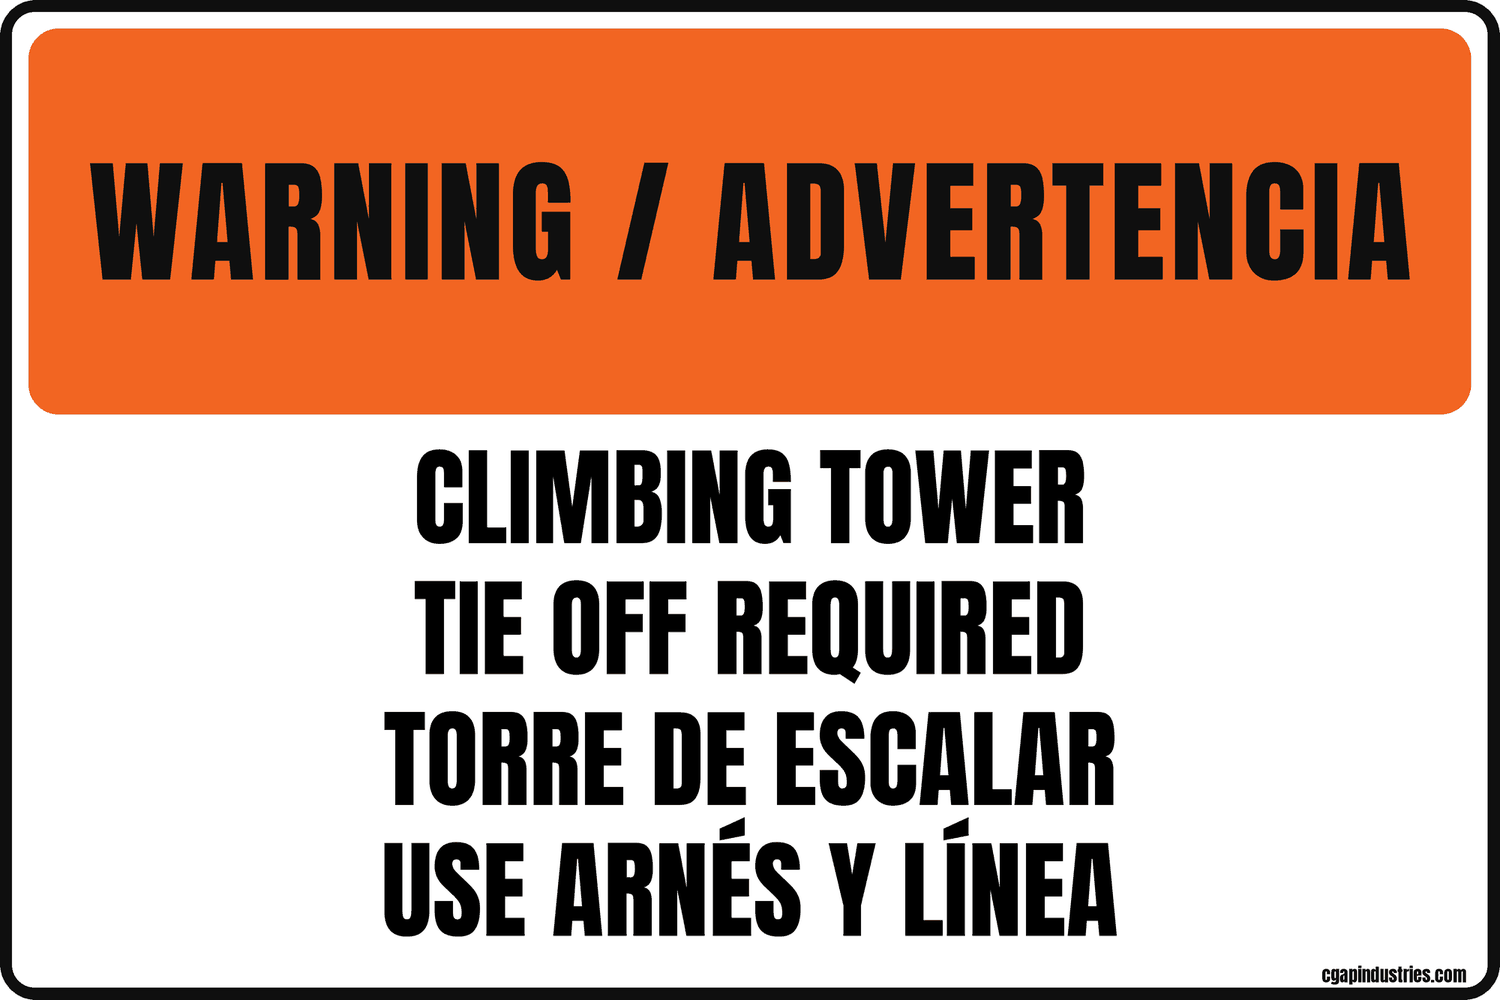 WARNING / ADVERTENCIA
CLIMBING TOWER
TIE OFF REQUIRED
TORRE DE ESCALAR
USE ARNÉS Y LÍNEA
cgapindustries.com